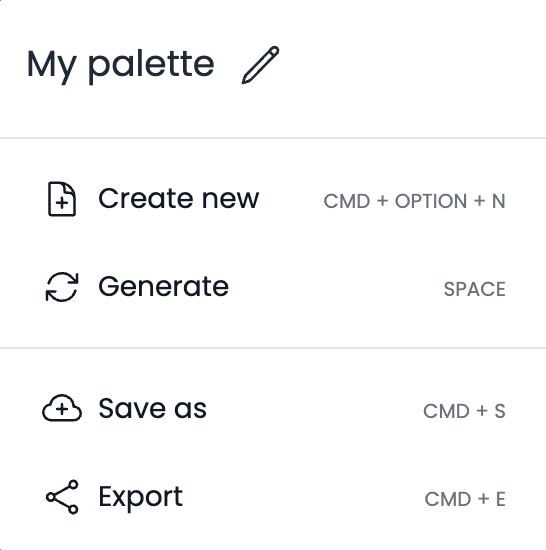 My palette
Create new CMD + OPTION + N
Generate SPACE
Save as CMD + S
Export CMD + E